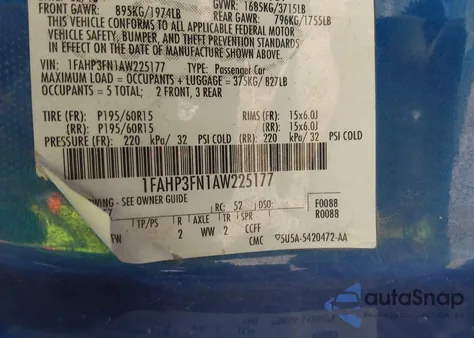 FRONT GAWR: 895KG/1974LB GVWR: 1685KG/3715LB
REAR GAWR: 796KG/1755LB
THIS VEHICLE CONFORMS TO ALL APPLICABLE FEDERAL MOTOR
VEHICLE SAFETY, BUMPER, AND THEFT PREVENTION STANDARDS IN
EFFECT ON THE DATE OF MANUFACTURE SHOWN ABOVE.
VIN: 1FAHP3FN1AW225177 TYPE: Passenger Car
MAXIMUM LOAD = OCCUPANTS + LUGGAGE = 375KG/ 827LB
OCCUPANTS = 5 TOTAL; 2 FRONT, 3 REAR
TIRE (FR): P195/60R15 RIMS (FR): 15x6.0J
(RR): P195/60R15 (RR): 15x6.0J
PRESSURE (FR): 220 kPa/ 32 PSI COLD (RR) 220 kPa/ 32 PSI COLD
1FAHP3FN1AW225177
WING - SEE OWNER GUIDE
RC: 52 DSO: F0088
R0088
TP/PS R AXLE TR SPR
2 WW 2 CCFF
CMC 5U5A-5420472-AA
autoSnap